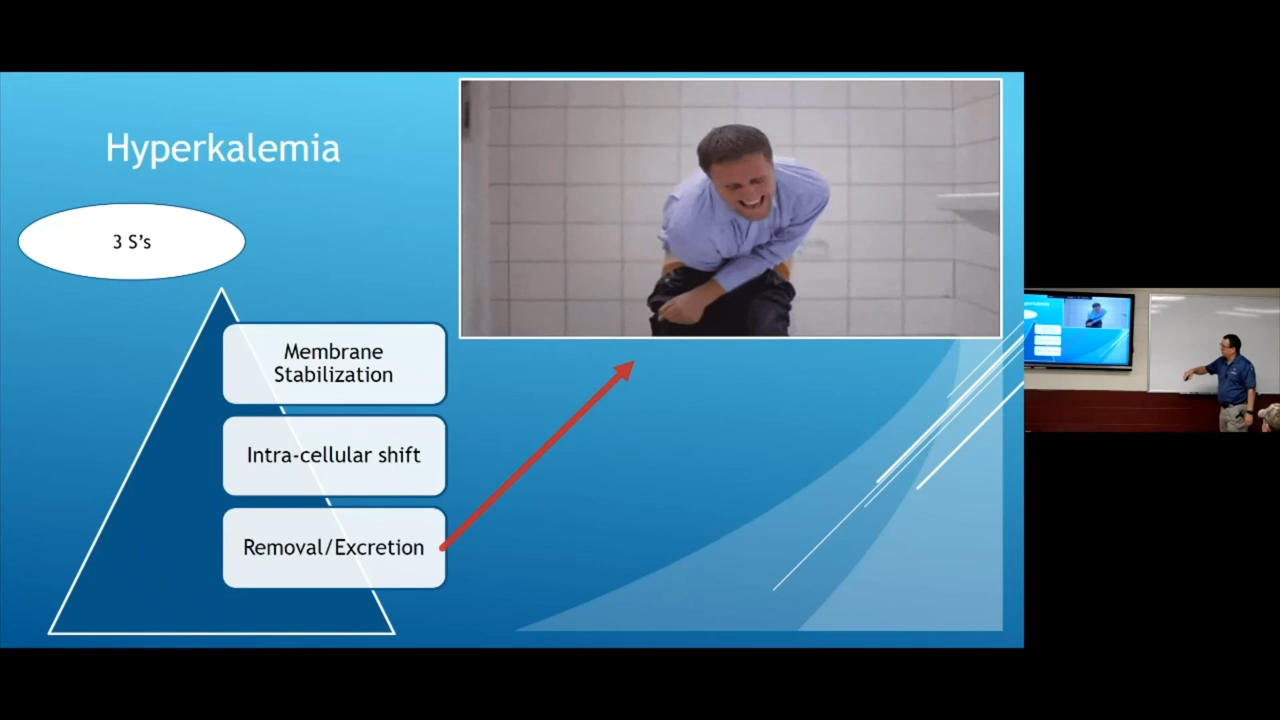 Hyperkalemia
3 S's
Membrane
Stabilization
Intra-cellular shift
Removal/Excretion